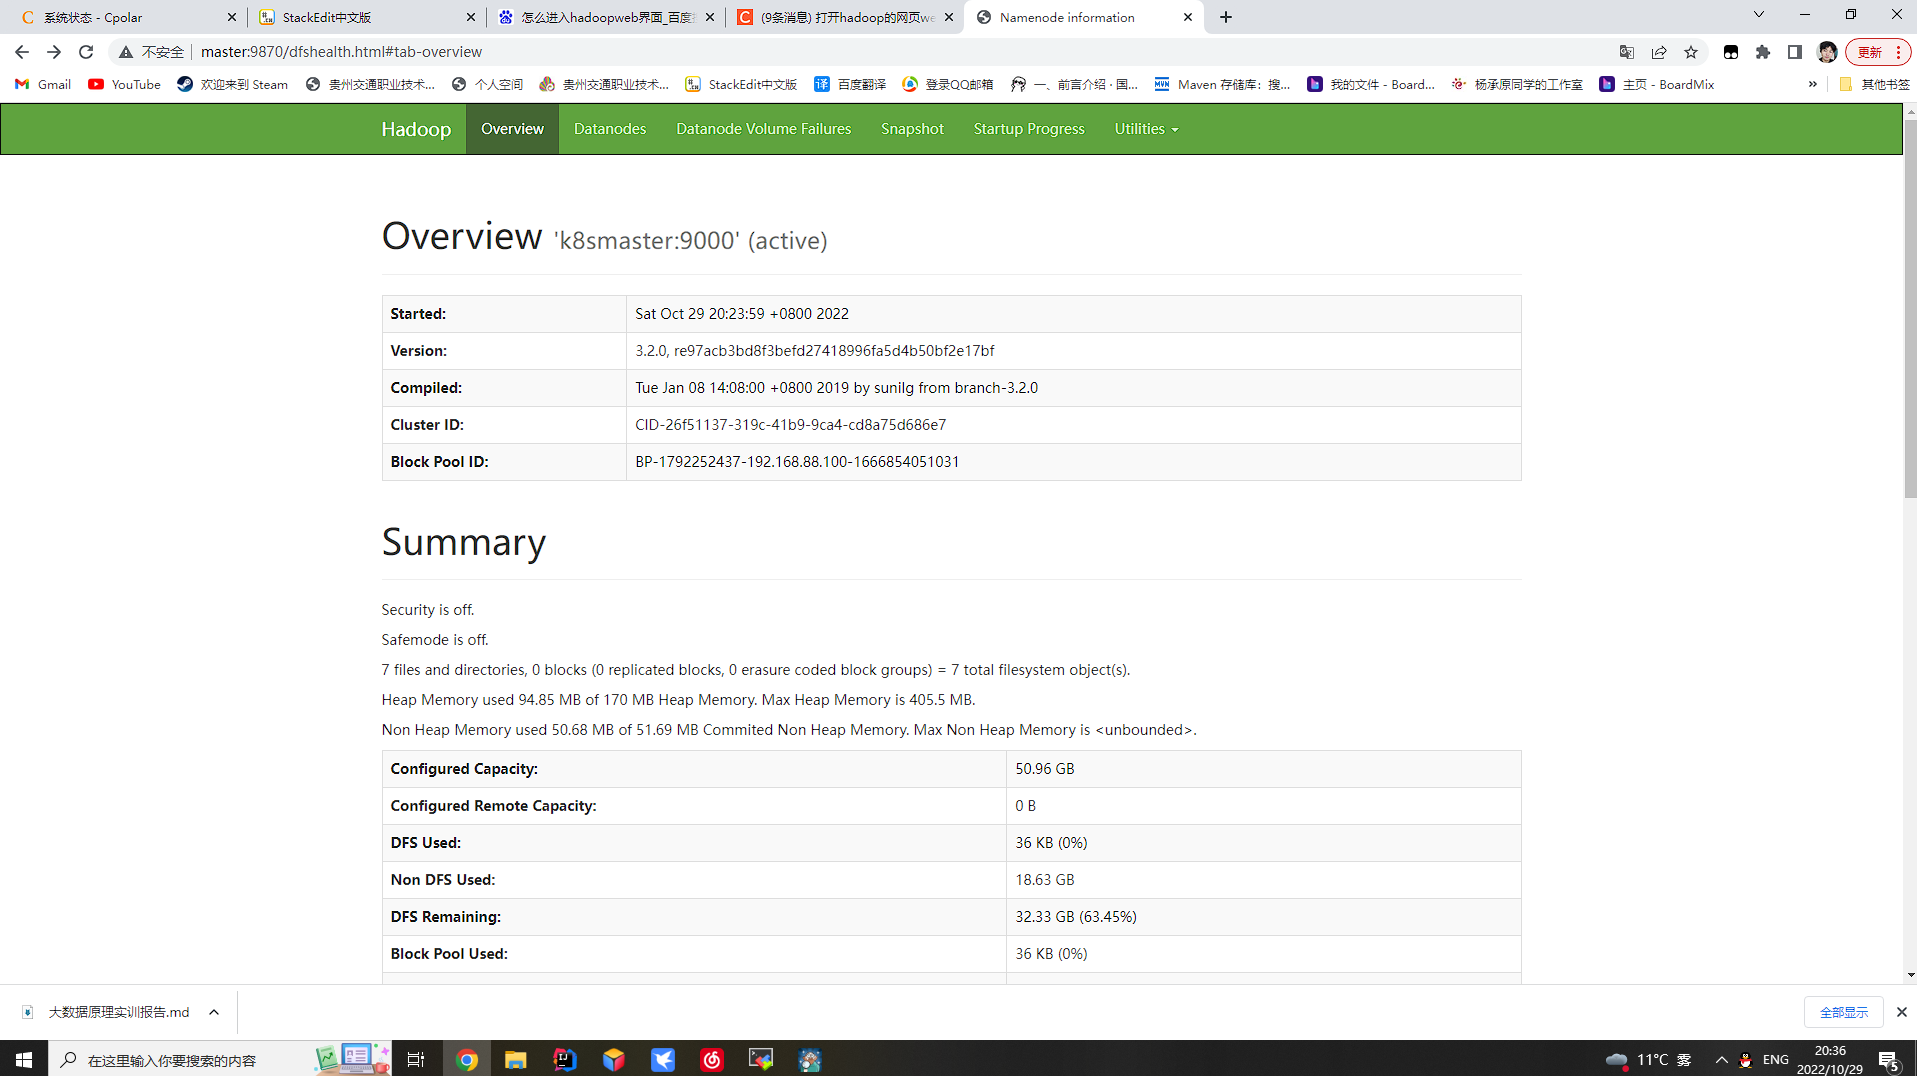 系统状态 - Cpolar
StackEdit中文版
怎么进入hadoopweb界面_百度
(9条消息) 打开hadoop的网页we
Namenode information
不安全 master:9870/dfshealth.html#tab-overview
更新
Gmail YouTube 欢迎来到 Steam 贵州交通职业技术... 个人空间 贵州交通职业技术... StackEdit中文版 百度翻译 登录QQ邮箱 一、前言介绍 · 国... Maven 存储库：搜... 我的文件 - Board... 杨承原同学的工作室 主页 - BoardMix » 其他书签
Hadoop Overview Datanodes Datanode Volume Failures Snapshot Startup Progress Utilities
Overview 'k8smaster:9000' (active)
Started: Sat Oct 29 20:23:59 +0800 2022
Version: 3.2.0, re97acb3bd8f3befd27418996fa5d4b50bf2e17bf
Compiled: Tue Jan 08 14:08:00 +0800 2019 by sunilg from branch-3.2.0
Cluster ID: CID-26f51137-319c-41b9-9ca4-cd8a75d686e7
Block Pool ID: BP-1792252437-192.168.88.100-1666854051031
Summary
Security is off.
Safemode is off.
7 files and directories, 0 blocks (0 replicated blocks, 0 erasure coded block groups) = 7 total filesystem object(s).
Heap Memory used 94.85 MB of 170 MB Heap Memory. Max Heap Memory is 405.5 MB.
Non Heap Memory used 50.68 MB of 51.69 MB Commited Non Heap Memory. Max Non Heap Memory is <unbounded>.
Configured Capacity: 50.96 GB
Configured Remote Capacity: 0 B
DFS Used: 36 KB (0%)
Non DFS Used: 18.63 GB
DFS Remaining: 32.33 GB (63.45%)
Block Pool Used: 36 KB (0%)
大数据原理实训报告.md
全部显示
在这里输入你要搜索的内容
11°C 雾
ENG
20:36
2022/10/29
5